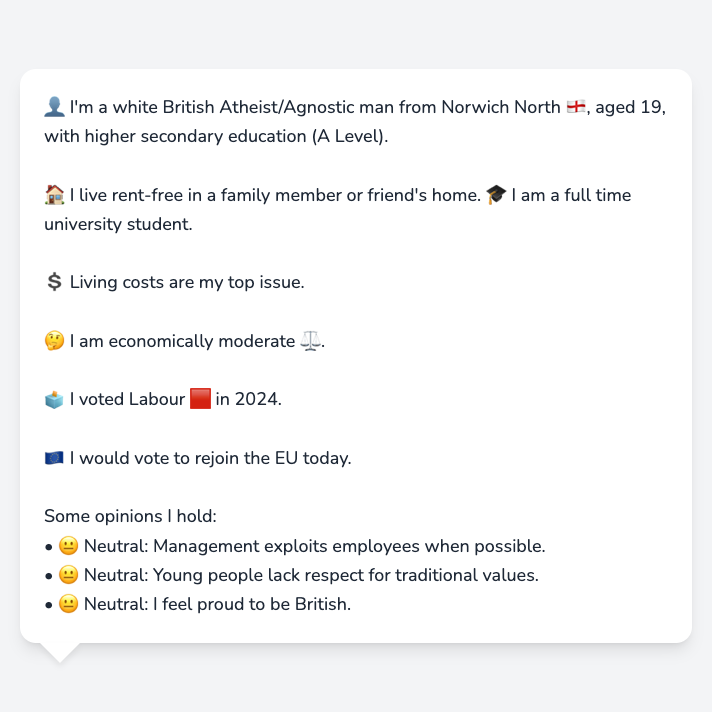 👤 I'm a white British Atheist/Agnostic man from Norwich North 🏴󠁧󠁢󠁥󠁮󠁧󠁿, aged 19,
with higher secondary education (A Level).
🏠 I live rent-free in a family member or friend's home. 🎓 I am a full time
university student.
💲 Living costs are my top issue.
🤔 I am economically moderate ⚖️.
🗳️ I voted Labour 🟥 in 2024.
🇪🇺 I would vote to rejoin the EU today.
Some opinions I hold:
• 😐 Neutral: Management exploits employees when possible.
• 😐 Neutral: Young people lack respect for traditional values.
• 😐 Neutral: I feel proud to be British.